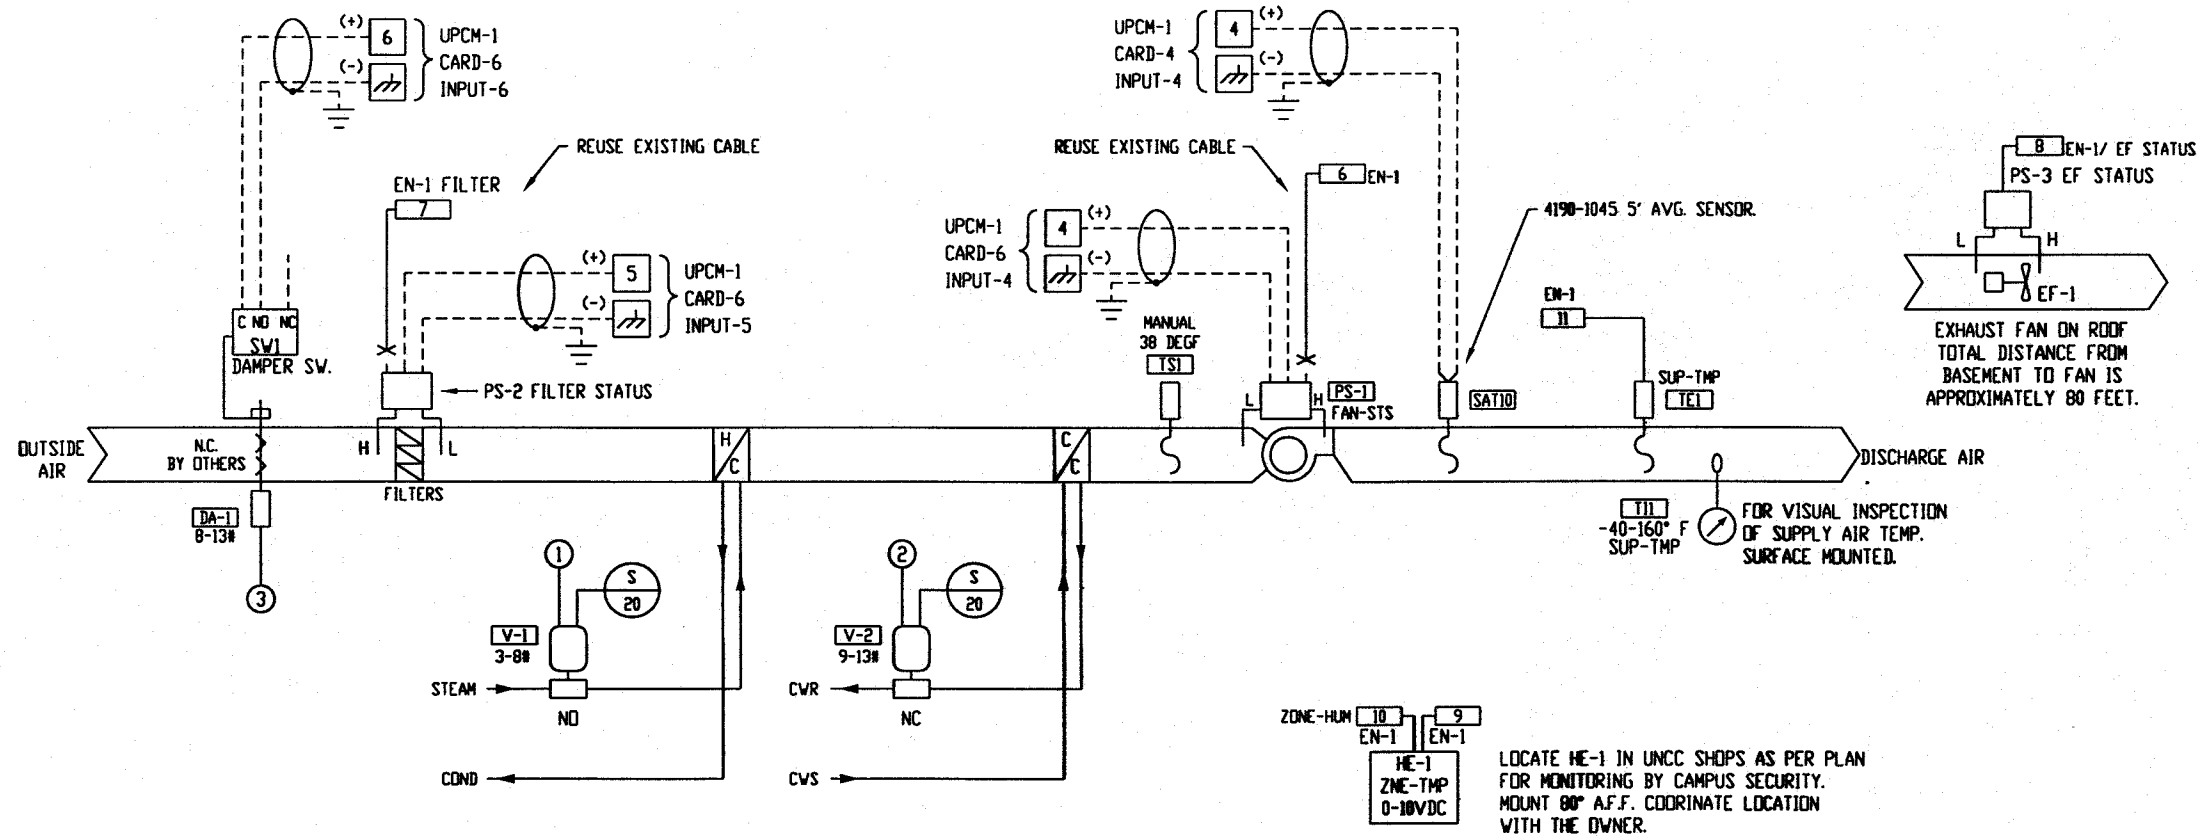 (+)
6
UPCM-1
CARD-6
INPUT-6
(-)
UPCM-1
CARD-4
INPUT-4
4
(+)
(-)
REUSE EXISTING CABLE
EN-1 FILTER
7
(+)
5
(-)
UPCM-1
CARD-6
INPUT-5
REUSE EXISTING CABLE
6
EN-1
UPCM-1
CARD-6
INPUT-4
4
(+)
(-)
4190-1045 5' AVG. SENSOR.
8
EN-1/ EF STATUS
PS-3 EF STATUS
L
H
EF-1
EXHAUST FAN ON ROOF
TOTAL DISTANCE FROM
BASEMENT TO FAN IS
APPROXIMATELY 80 FEET.
C NO NC
SW1
DAMPER SW.
PS-2 FILTER STATUS
MANUAL
38 DEGF
TS1
L
H
PS-1
FAN-STS
SAT10
EN-1
11
SUP-TMP
TE1
OUTSIDE
AIR
N.C.
BY OTHERS
H
L
FILTERS
H
C
C
C
DISCHARGE AIR
DA-1
8-13#
3
T11
-40-160° F
SUP-TMP
FOR VISUAL INSPECTION
OF SUPPLY AIR TEMP.
SURFACE MOUNTED.
1
S
20
V-1
3-8#
STEAM
NO
COND
2
S
20
V-2
9-13#
CWR
NC
CWS
ZONE-HUM
10
9
EN-1
EN-1
HE-1
ZNE-TMP
0-10VDC
LOCATE HE-1 IN UNCC SHOPS AS PER PLAN
FOR MONITORING BY CAMPUS SECURITY.
MOUNT 80" A.F.F. COORINATE LOCATION
WITH THE OWNER.